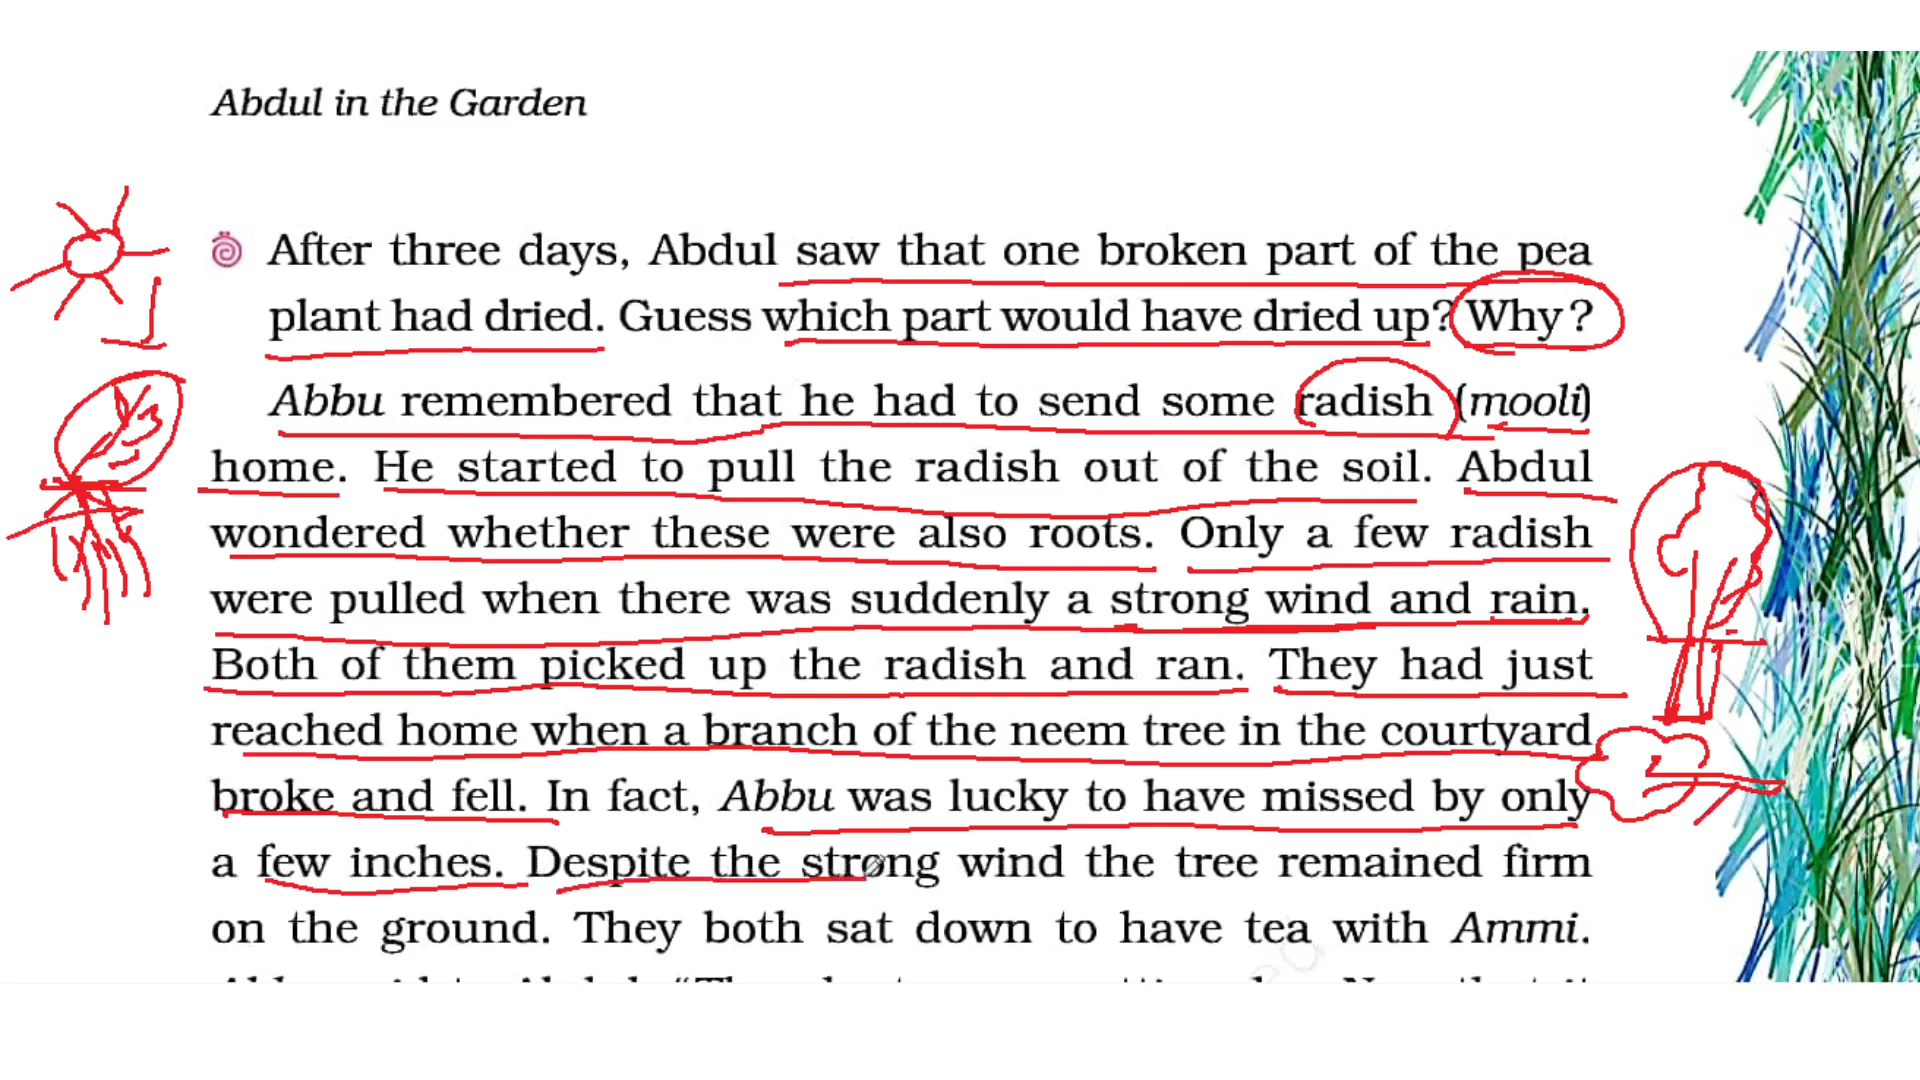 Abdul in the Garden
After three days, Abdul saw that one broken part of the pea
plant had dried. Guess which part would have dried up? Why?
Abbu remembered that he had to send some radish (mooli)
home. He started to pull the radish out of the soil. Abdul
wondered whether these were also roots. Only a few radish
were pulled when there was suddenly a strong wind and rain.
Both of them picked up the radish and ran. They had just
reached home when a branch of the neem tree in the courtyard
broke and fell. In fact, Abbu was lucky to have missed by only
a few inches. Despite the strong wind the tree remained firm
on the ground. They both sat down to have tea with Ammi.